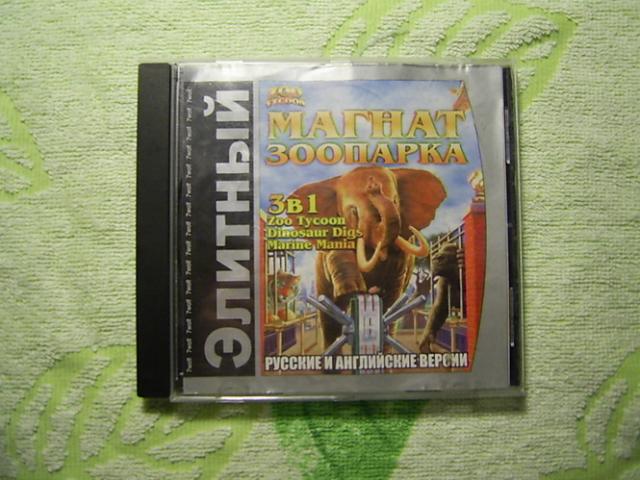 ЭЛИТНЫЙ
ZOO
TYCOON
МАГНАТ
ЗООПАРКА
3в1
Zoo Tycoon
Dinosaur Digs
Marine Mania
РУССКИЕ И АНГЛИЙСКИЕ ВЕРСИИ